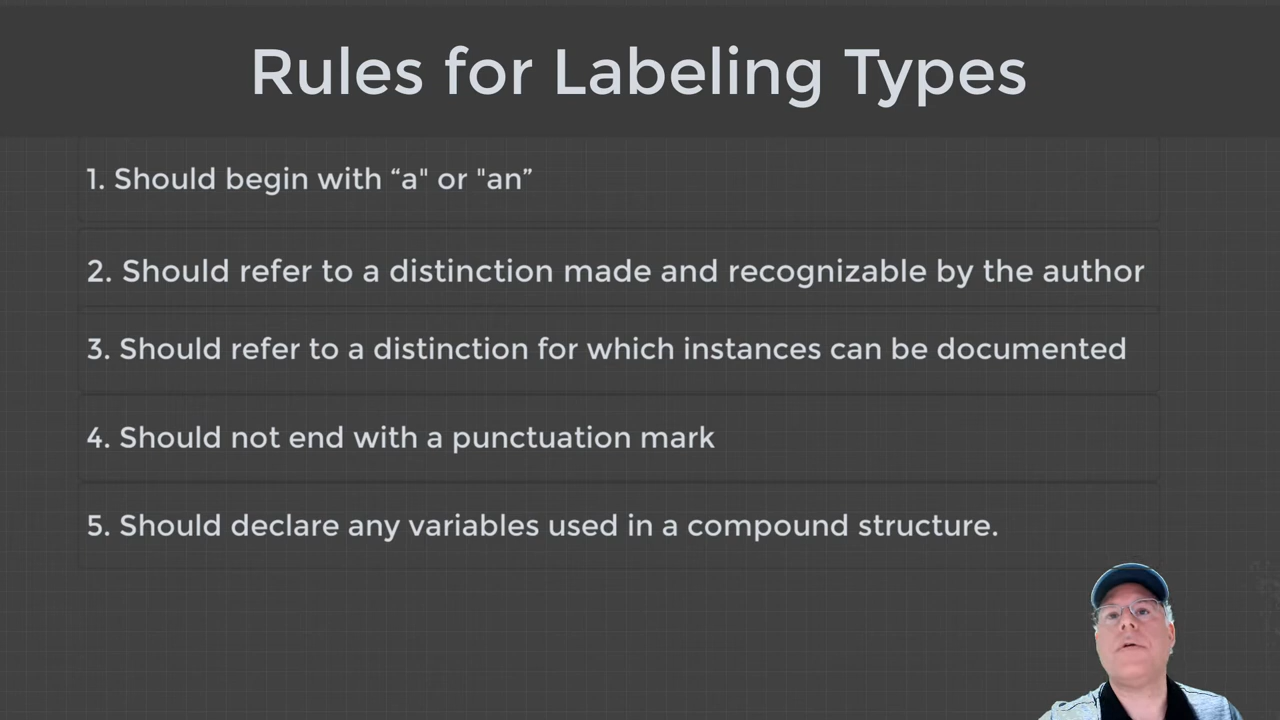 Rules for Labeling Types
1. Should begin with “a" or "an”
2. Should refer to a distinction made and recognizable by the author
3. Should refer to a distinction for which instances can be documented
4. Should not end with a punctuation mark
5. Should declare any variables used in a compound structure.